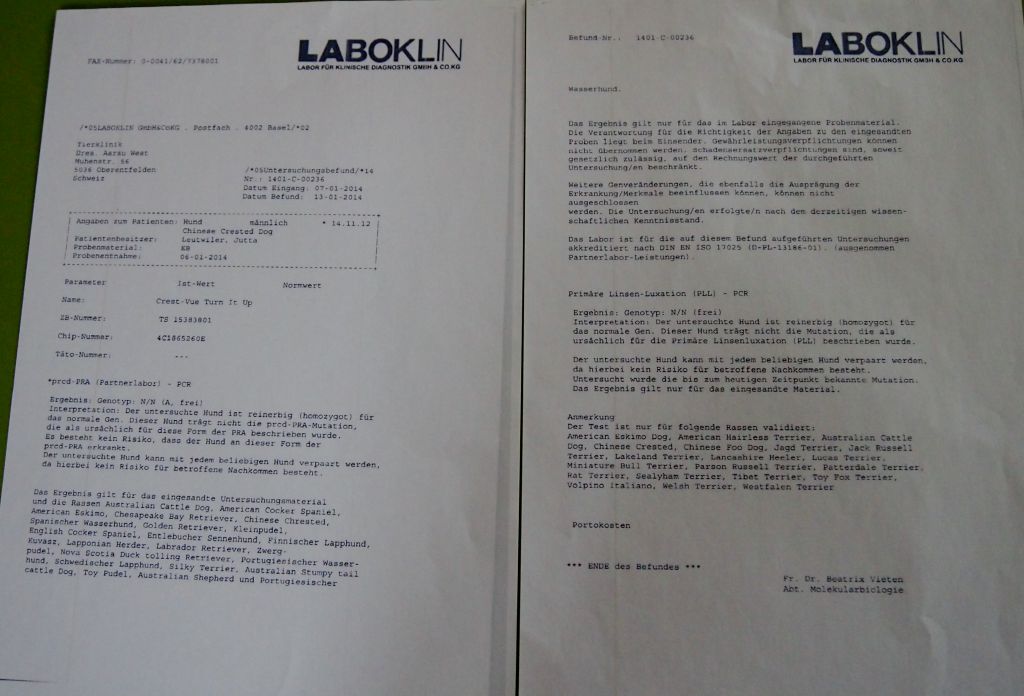 LABOKLIN
LABOR FÜR KLINISCHE DIAGNOSTIK GMBH & CO.KG
FAX-Nummer: 0-0041/62/7378001
/*05LABOKLIN GmbH&CoKG . Postfach . 4002 Basel/*02
Tierklinik
Dres. Aarau West
Muhenstr. 56
5036 Oberentfelden
Schweiz
/*05Untersuchungsbefund/*14
Nr.: 1401-C-00236
Datum Eingang: 07-01-2014
Datum Befund: 13-01-2014
Angaben zum Patienten: Hund männlich * 14.11.12
Chinese Crested Dog
Patientenbesitzer: Leutwiler, Jutta
Probenmaterial: EB
Probenentnahme: 06-01-2014
Parameter Ist-Wert Normwert
Name: Crest-Vue Turn It Up
ZB-Nummer: TS 15383801
Chip-Nummer: 4C1865260E
Täto-Nummer: ---
*prcd-PRA (Partnerlabor) - PCR
Ergebnis: Genotyp: N/N (A, frei)
Interpretation: Der untersuchte Hund ist reinerbig (homozygot) für
das normale Gen. Dieser Hund trägt nicht die prcd-PRA-Mutation,
die als ursächlich für diese Form der PRA beschrieben wurde.
Es besteht kein Risiko, dass der Hund an dieser Form der
prcd-PRA erkrankt.
Der untersuchte Hund kann mit jedem beliebigen Hund verpaart werden,
da hierbei kein Risiko für betroffene Nachkommen besteht.
Das Ergebnis gilt für das eingesandte Untersuchungsmaterial
und die Rassen Australian Cattle Dog, American Cocker Spaniel,
American Eskimo, Chesapeake Bay Retriever, Chinese Chrested,
Spanischer Wasserhund, Golden Retriever, Kleinpudel,
English Cocker Spaniel, Entlebucher Sennenhund, Finnischer Lapphund,
Kuvasz, Lapponian Herder, Labrador Retriever, Zwerg-
pudel, Nova Scotia Duck tolling Retriever, Portugiesischer Wasser-
hund, Schwedischer Lapphund, Silky Terrier, Australian Stumpy tail
cattle Dog, Toy Pudel, Australian Shepherd und Portugiesischer
Befund-Nr.: 1401-C-00236
LABOKLIN
LABOR FÜR KLINISCHE DIAGNOSTIK GMBH & CO.KG
Wasserhund.
Das Ergebnis gilt nur für das im Labor eingegangene Probenmaterial.
Die Verantwortung für die Richtigkeit der Angaben zu den eingesandten
Proben liegt beim Einsender. Gewährleistungsverpflichtungen können
nicht übernommen werden. Schadensersatzverpflichtungen sind, soweit
gesetzlich zulässig, auf den Rechnungswert der durchgeführten
Untersuchung/en beschränkt.
Weitere Genveränderungen, die ebenfalls die Ausprägung der
Erkrankung/Merkmale beeinflussen können, können nicht
ausgeschlossen
werden. Die Untersuchung/en erfolgte/n nach dem derzeitigen wissen-
schaftlichen Kenntnisstand.
Das Labor ist für die auf diesem Befund aufgeführten Untersuchungen
akkreditiert nach DIN EN ISO 17025 (D-PL-13186-01). (ausgenommen
Partnerlabor-Leistungen).
Primäre Linsen-Luxation (PLL) - PCR
Ergebnis: Genotyp: N/N (frei)
Interpretation: Der untersuchte Hund ist reinerbig (homozygot) für
das normale Gen. Dieser Hund trägt nicht die Mutation, die als
ursächlich für die Primäre Linsenluxation (PLL) beschrieben wurde.
Der untersuchte Hund kann mit jedem beliebigen Hund verpaart werden,
da hierbei kein Risiko für betroffene Nachkommen besteht.
Untersucht wurde die bis zum heutigen Zeitpunkt bekannte Mutation.
Das Ergebnis gilt nur für das eingesandte Material.
Anmerkung
Der Test ist nur für folgende Rassen validiert:
American Eskimo Dog, American Hairless Terrier, Australian Cattle
Dog, Chinese Crested, Chinese Foo Dog, Jagd Terrier, Jack Russell
Terrier, Lakeland Terrier, Lancashire Heeler, Lucas Terrier,
Miniature Bull Terrier, Parson Russell Terrier, Patterdale Terrier,
Rat Terrier, Sealyham Terrier, Tibet Terrier, Toy Fox Terrier,
Volpino Italiano, Welsh Terrier, Westfalen Terrier
Portokosten
*** ENDE des Befundes ***
Fr. Dr. Beatrix Vieten
Abt. Molekularbiologie